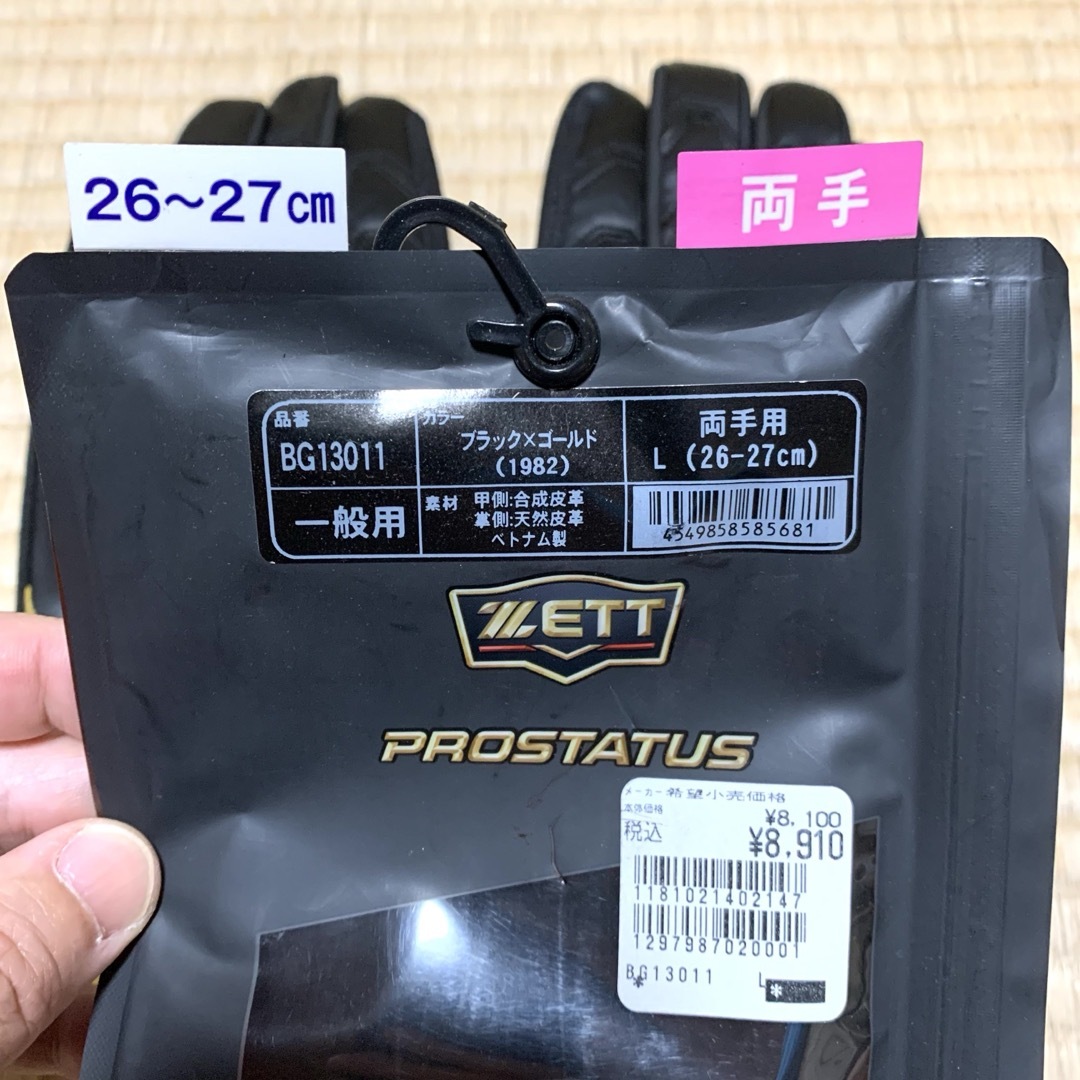 26～27cm
両手
品番
BG13011
カラー
ブラック×ゴールド
(1982)
両手用
L (26-27cm)
一般用
素材 甲側:合成皮革
掌側:天然皮革
ベトナム製
4549858585681
ZETT
PROSTATUS
メーカー希望小売価格
本体価格 ¥8,100
税込 ¥8,910
1181021402147
1297987020001
BG13011 L
* *